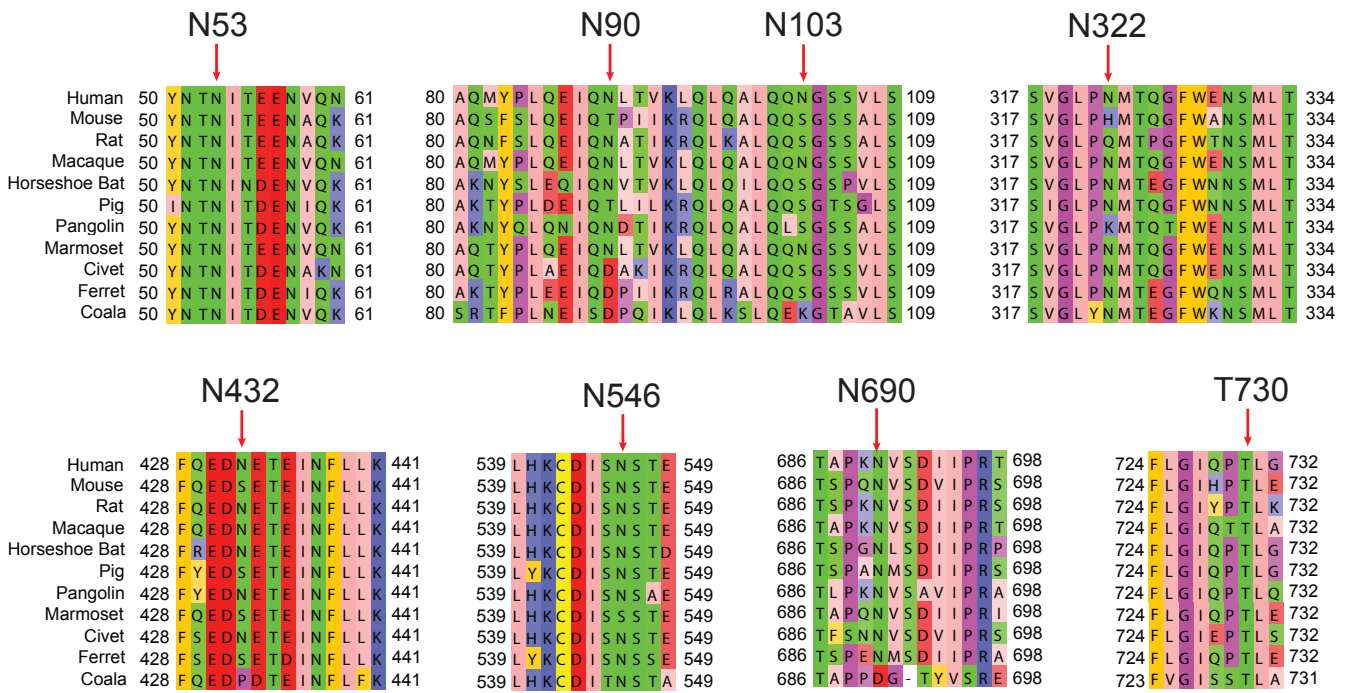 N53 N90 N103 N322
Human 50 YNTNITEENVQN 61 80 AQMYPLQEIQNLTVKLQLQALQQNGSSVLS 109 317 SVGLPNMTQGFWENSMLT 334
Mouse 50 YNTNITEENAQK 61 80 AQSFSLQEIQTPIIKRQLQALQQSGSSALS 109 317 SVGLPHMTQGFWANSMLT 334
Rat 50 YNTNITEENAQK 61 80 AQNFSLQEIQNATIKRQLKALQQSGSSALS 109 317 SVGLPQMTPGFWTNSMLT 334
Macaque 50 YNTNITEENVQN 61 80 AQMYPLQEIQNLTVKLQLQALQQNGSSVLS 109 317 SVGLPNMTQGFWENSMLT 334
Horseshoe Bat 50 YNTNINDENVQK 61 80 AKNYSLEQIQNVTVKLQLQILQQSGSPVLS 109 317 SVGLPNMTEGFWNNSMLT 334
Pig 50 INTNITDENIQK 61 80 AKTYPLDEIQTLILKRQLQALQQSGTSGLS 109 317 SIGLPNMTQGFWNNSMLT 334
Pangolin 50 YNTNITDENVQK 61 80 AKNYQLQNIQNDTIKRQLQALQLSGSSALS 109 317 SVGLPKMTQTFWENSMLT 334
Marmoset 50 YNTNITEENVQN 61 80 AQTYPLQEIQNLTVKLQLQALQQSGSSVLS 109 317 SVGLPNMTQGFWENSMLT 334
Civet 50 YNTNITDENAKN 61 80 AQTYPLAEIQDAKIKRQLQALQQSGSSVLS 109 317 SVGLPNMTQGFWENSMLT 334
Ferret 50 YNTNITDENIQK 61 80 AKTYPLEEIQDPIIKRQLRALQQSGSSVLS 109 317 SVGLPNMTEGFWQNSMLT 334
Coala 50 YNTNITDENVQK 61 80 SRTFPLNEISDPQIKLQLKSLQEKGTAVLS 109 317 SVGLYNMTEGFWKNSMLT 334
N432 N546 N690 T730
Human 428 FQEDNETEINFLLK 441 539 LHKCDISNSTE 549 686 TAPKNVSDIIPRT 698 724 FLGIQPTLG 732
Mouse 428 FQEDSETEINFLLK 441 539 LHKCDISNSTE 549 686 TSPQNVSDVIPRS 698 724 FLGIHPTLE 732
Rat 428 FQEDNETEINFLLK 441 539 LHKCDISNSTE 549 686 TSPKNVSDIIPRS 698 724 FLGIYPTLK 732
Macaque 428 FQEDNETEINFLLK 441 539 LHKCDISNSTE 549 686 TAPKNVSDIIPRT 698 724 FLGIQTTLA 732
Horseshoe Bat 428 FREDNETEINFLLK 441 539 LHKCDISNSTD 549 686 TSPGNLSDIIPRP 698 724 FLGIQPTLG 732
Pig 428 FYEDSETEINFLLK 441 539 LYKCDISNSTE 549 686 TSPANMSDIIPRS 698 724 FLGIQPTLG 732
Pangolin 428 FYEDNETEINFLLK 441 539 LHKCDISNSAE 549 686 TLPKNVSAVIPRA 698 724 FLGIQPTLQ 732
Marmoset 428 FQEDSETEINFLLK 441 539 LHKCDISSSTE 549 686 TAPQNVSDIIPRI 698 724 FLGIQPTLE 732
Civet 428 FSEDNETEINFLLK 441 539 LHKCDISNSTE 549 686 TFSNNVSDVIPRS 698 724 FLGIEPTLS 732
Ferret 428 FSEDSETDINFLLK 441 539 LYKCDITNSSE 549 686 TSPENMSDIIPRA 698 724 FLGIQPTLE 732
Coala 428 FQEDPDTEINFLFK 441 539 LHKCDISNSTA 549 686 TAPPDG-TYVSRE 698 723 FVGISSTLA 731